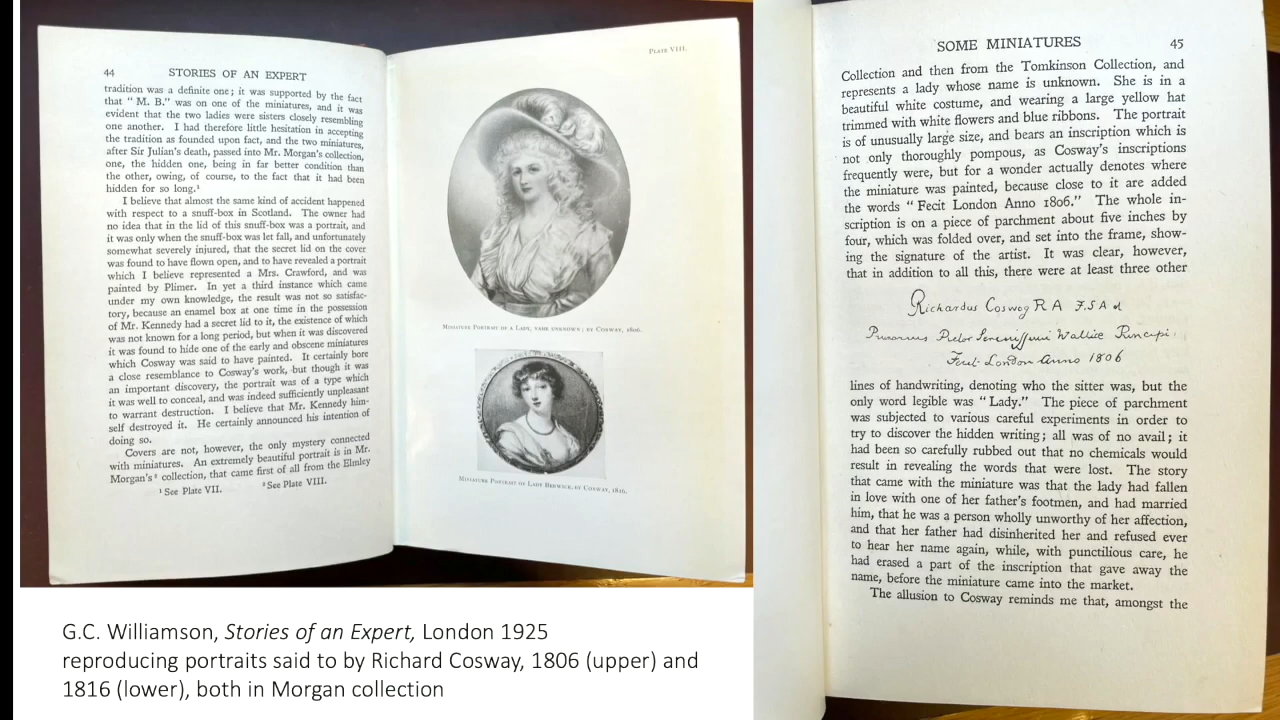 44 STORIES OF AN EXPERT
tradition was a definite one; it was supported by the fact
that " M. B." was on one of the miniatures, and it was
evident that the two ladies were sisters closely resembling
one another. I had therefore little hesitation in accepting
the tradition as founded upon fact, and the two miniatures,
after Sir Julian's death, passed into Mr. Morgan's collection,
one, the hidden one, being in far better condition than
the other, owing, of course, to the fact that it had been
hidden for so long.¹
I believe that almost the same kind of accident happened
with respect to a snuff-box in Scotland. The owner had
no idea that in the lid of this snuff-box was a portrait, and
it was only when the snuff-box was let fall, and unfortunately
somewhat severely injured, that the secret lid on the cover
was found to have flown open, and to have revealed a portrait
which I believe represented a Mrs. Crawford, and was
painted by Plimer. In yet a third instance which came
under my own knowledge, the result was not so satisfac-
tory, because an enamel box at one time in the possession
of Mr. Kennedy had a secret lid to it, the existence of which
was not known for a long period, but when it was discovered
it was found to hide one of the early and obscene miniatures
which Cosway was said to have painted. It certainly bore
a close resemblance to Cosway's work, but though it was
an important discovery, the portrait was of a type which
it was well to conceal, and was indeed sufficiently unpleasant
to warrant destruction. I believe that Mr. Kennedy him-
self destroyed it. He certainly announced his intention of
doing so.
Covers are not, however, the only mystery connected
with miniatures. An extremely beautiful portrait is in Mr.
Morgan's ² collection, that came first of all from the Elmley
¹ See Plate VII. ² See Plate VIII.
PLATE VIII.
MINIATURE PORTRAIT OF A LADY, NAME UNKNOWN; BY COSWAY, 1806.
MINIATURE PORTRAIT OF LADY BERWICK, BY COSWAY, 1816.
SOME MINIATURES 45
Collection and then from the Tomkinson Collection, and
represents a lady whose name is unknown. She is in a
beautiful white costume, and wearing a large yellow hat
trimmed with white flowers and blue ribbons. The portrait
is of unusually large size, and bears an inscription which is
not only thoroughly pompous, as Cosway's inscriptions
frequently were, but for a wonder actually denotes where
the miniature was painted, because close to it are added
the words " Fecit London Anno 1806." The whole in-
scription is on a piece of parchment about five inches by
four, which was folded over, and set into the frame, show-
ing the signature of the artist. It was clear, however,
that in addition to all this, there were at least three other
Richardus Cosway R A F.S.A
Pictor Serenissimi Walliæ Principi
London Anno 1806
lines of handwriting, denoting who the sitter was, but the
only word legible was " Lady." The piece of parchment
was subjected to various careful experiments in order to
try to discover the hidden writing; all was of no avail; it
had been so carefully rubbed out that no chemicals would
result in revealing the words that were lost. The story
that came with the miniature was that the lady had fallen
in love with one of her father's footmen, and had married
him, that he was a person wholly unworthy of her affection,
and that her father had disinherited her and refused ever
to hear her name again, while, with punctilious care, he
had erased a part of the inscription that gave away the
name, before the miniature came into the market.
The allusion to Cosway reminds me that, amongst the
G.C. Williamson, Stories of an Expert, London 1925
reproducing portraits said to by Richard Cosway, 1806 (upper) and
1816 (lower), both in Morgan collection